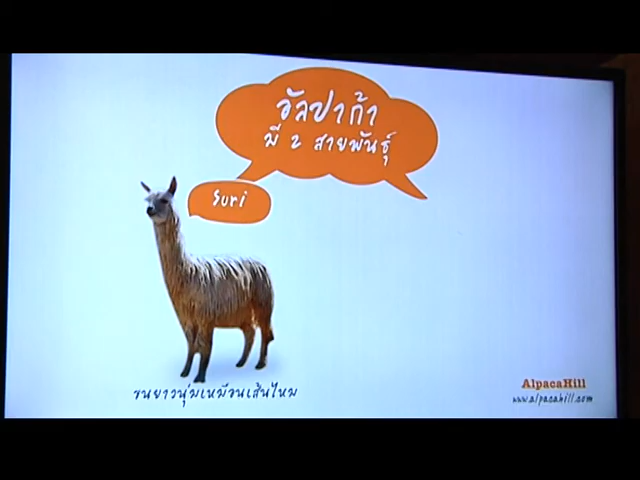 อัลปาก้า
มี 2 สายพันธุ์
Suri
ขนยาวนุ่มเหมือนเส้นไหม
AlpacaHill
www.alpacahill.com